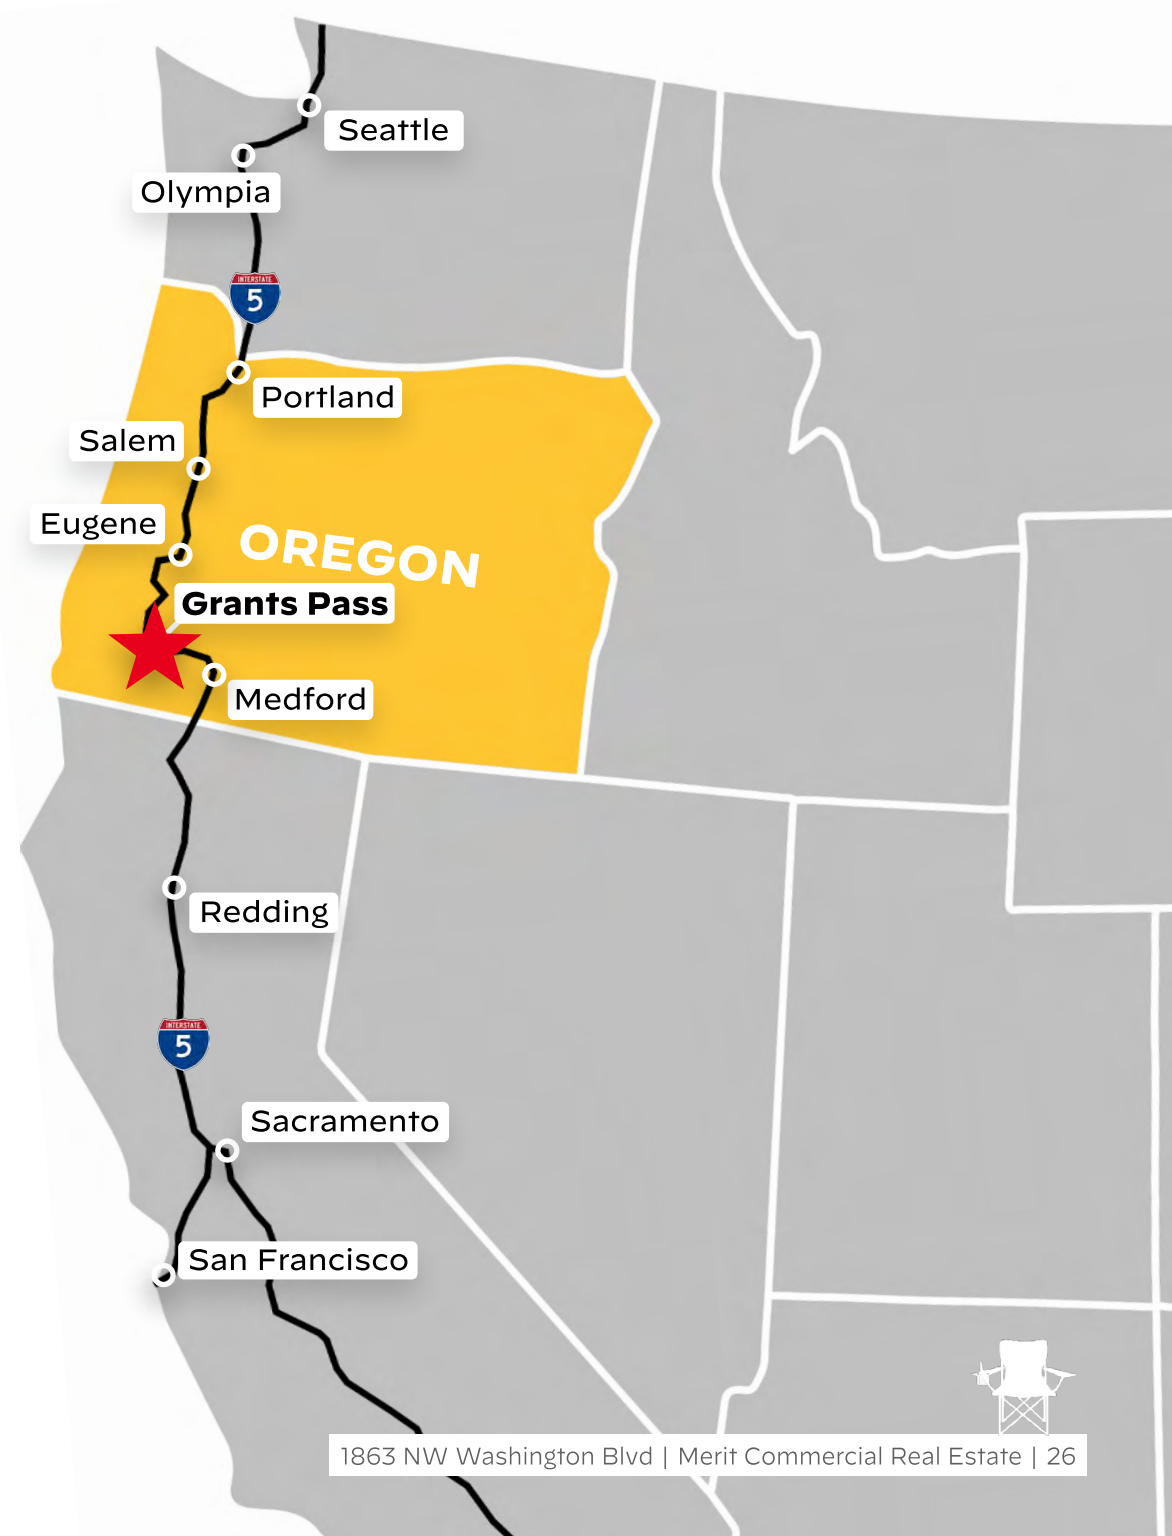 Seattle
Olympia
INTERSTATE
5
Portland
Salem
Eugene
OREGON
Grants Pass
Medford
Redding
INTERSTATE
5
Sacramento
San Francisco
1863 NW Washington Blvd | Merit Commercial Real Estate | 26